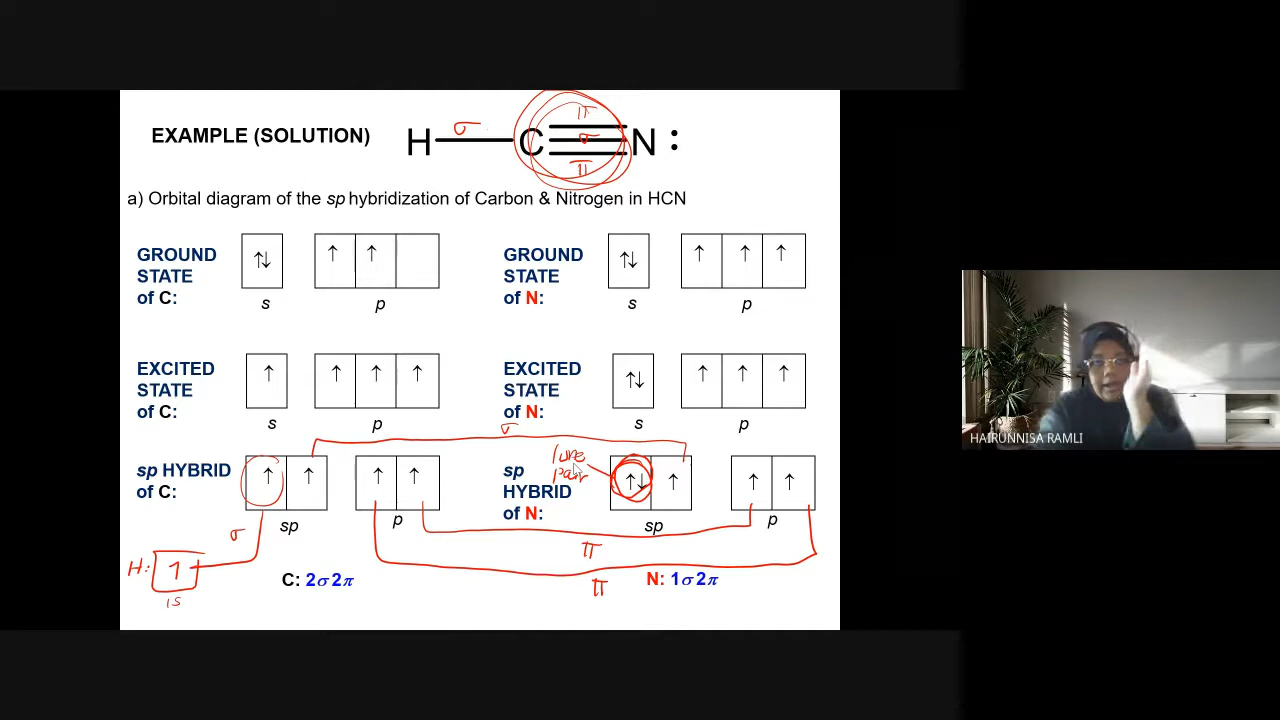 EXAMPLE (SOLUTION)
H C N :
σ
π
σ
π
a) Orbital diagram of the sp hybridization of Carbon & Nitrogen in HCN
GROUND
STATE
of C:
↑↓ ↑ ↑
s p
GROUND
STATE
of N:
↑↓ ↑ ↑ ↑
s p
EXCITED
STATE
of C:
↑ ↑ ↑ ↑
s p
EXCITED
STATE
of N:
↑↓ ↑ ↑ ↑
s p
σ
sp HYBRID
of C:
↑ ↑ ↑ ↑
sp p
lone
pair
sp
HYBRID
of N:
↑↓ ↑ ↑ ↑
sp p
σ
π
π
H: 1
1s
C: 2σ 2π
N: 1σ 2π
HAIRUNNISA RAMLI